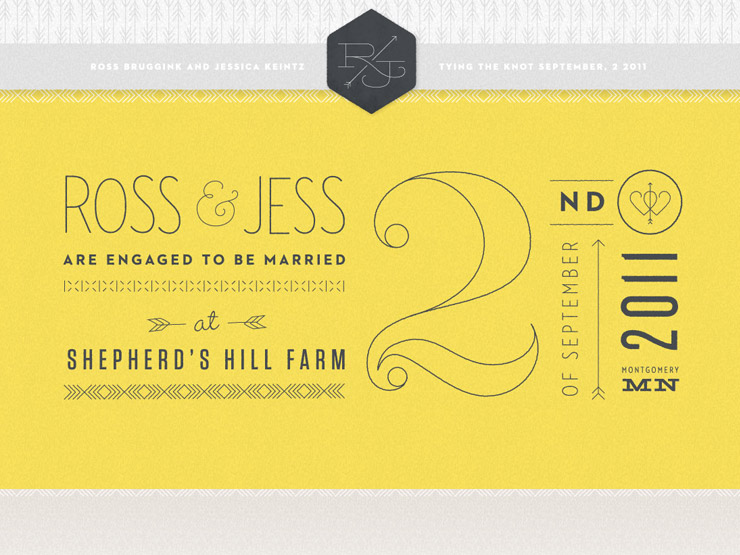 ROSS BRUGGINK AND JESSICA KEINTZ
RXJ
TYING THE KNOT SEPTEMBER, 2 2011
ROSS & JESS
ARE ENGAGED TO BE MARRIED
at
SHEPHERD'S HILL FARM
2
ND
OF SEPTEMBER
2011
MONTGOMERY
MN